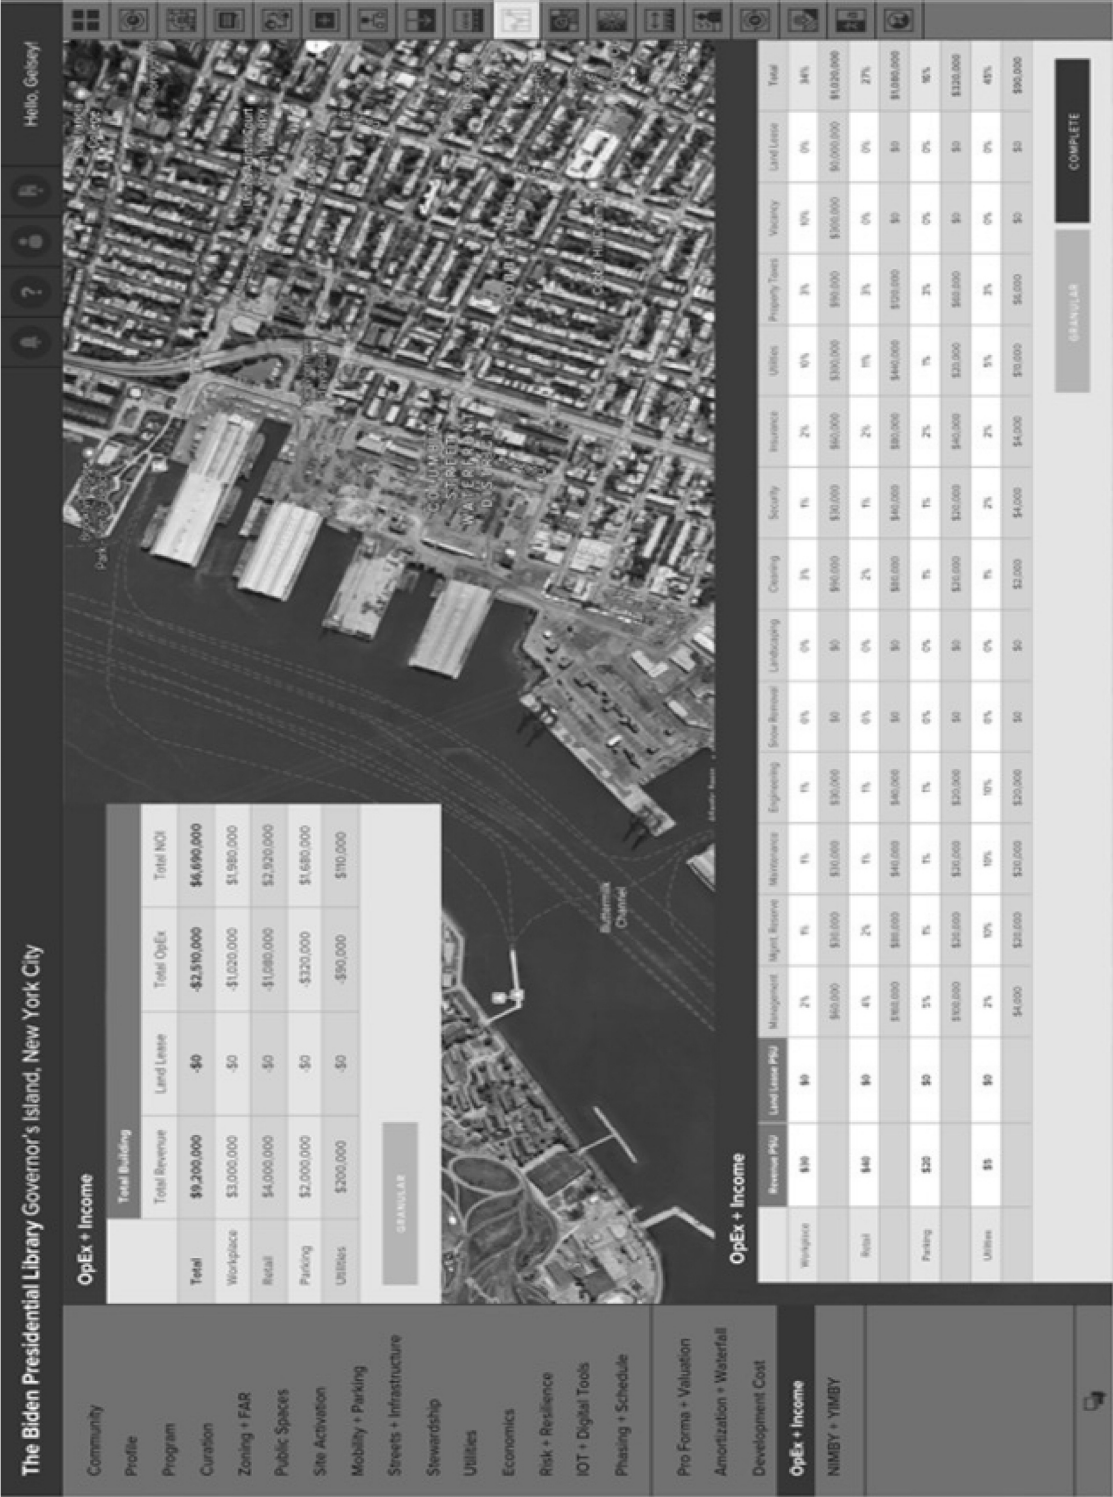 The Biden Presidential Library Governor's Island, New York City
Hello, Gelsey!
?
Community
Profile
Program
Curation
Zoning + FAR
Public Spaces
Site Activation
Mobility + Parking
Streets + Infrastructure
Stewardship
Utilities
Economics
Risk + Resilience
IOT + Digital Tools
Phasing + Schedule
Pro Forma + Valuation
Amortization + Waterfall
Development Cost
OpEx + Income
NIMBY + YIMBY
OpEx + Income
Total Building
Total Revenue Land Lease Total OpEx Total NOI
Total $9,200,000 -$0 -$2,510,000 $6,690,000
Workplace $3,000,000 -$0 -$1,020,000 $1,980,000
Retail $4,000,000 -$0 -$1,080,000 $2,920,000
Parking $2,000,000 -$0 -$320,000 $1,680,000
Utilities $200,000 -$0 -$90,000 $110,000
GRANULAR
Park
COLUMBIA
STREET
WATERFRONT
DISTRICT
Buttermilk
Channel
OpEx + Income
Revenue PSU Land Lease PSU Management Mgmt. Reserve Maintenance Engineering Snow Removal Landscaping Cleaning Security Insurance Utilities Property Taxes Vacancy Land Lease Total
Workplace $30 $0 2% 1% 1% 1% 0% 0% 3% 1% 2% 10% 3% 10% 0% 34%
$60,000 $30,000 $30,000 $30,000 $0 $0 $90,000 $30,000 $60,000 $300,000 $90,000 $300,000 $0,000,000 $1,020,000
Retail $40 $0 4% 2% 1% 1% 0% 0% 2% 1% 2% 11% 3% 0% 0% 27%
$160,000 $80,000 $40,000 $40,000 $0 $0 $80,000 $40,000 $80,000 $440,000 $120,000 $0 $0 $1,080,000
Parking $20 $0 5% 1% 1% 1% 0% 0% 1% 1% 2% 1% 3% 0% 0% 16%
$100,000 $20,000 $20,000 $20,000 $0 $0 $20,000 $20,000 $40,000 $20,000 $60,000 $0 $0 $320,000
Utilities $5 $0 2% 10% 10% 10% 0% 0% 1% 2% 2% 5% 3% 0% 0% 45%
$4,000 $20,000 $20,000 $20,000 $0 $0 $2,000 $4,000 $4,000 $10,000 $6,000 $0 $0 $90,000
GRANULAR
COMPLETE